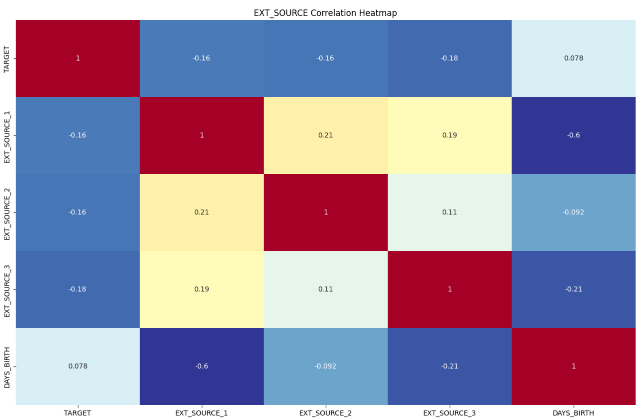 EXT_SOURCE Correlation Heatmap
TARGET 1 -0.16 -0.16 -0.18 0.078
EXT_SOURCE_1 -0.16 1 0.21 0.19 -0.6
EXT_SOURCE_2 -0.16 0.21 1 0.11 -0.092
EXT_SOURCE_3 -0.18 0.19 0.11 1 -0.21
DAYS_BIRTH 0.078 -0.6 -0.092 -0.21 1
TARGET EXT_SOURCE_1 EXT_SOURCE_2 EXT_SOURCE_3 DAYS_BIRTH